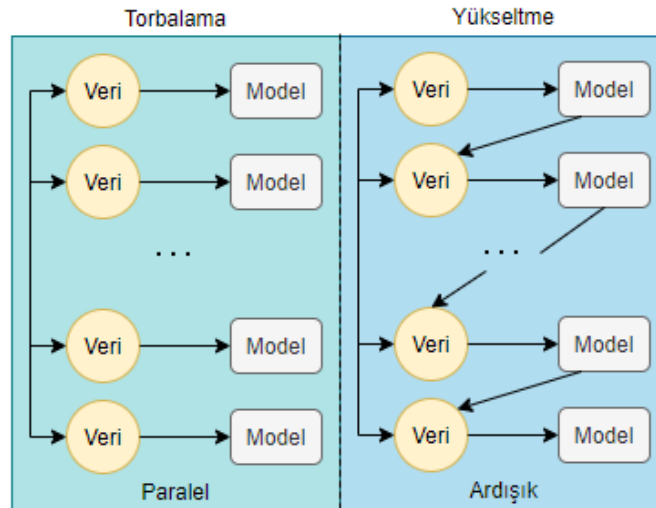 Torbalama
Yükseltme
Veri
Model
Veri
Model
Veri
Model
Veri
Model
...
...
Veri
Model
Veri
Model
Veri
Model
Veri
Model
Paralel
Ardışık